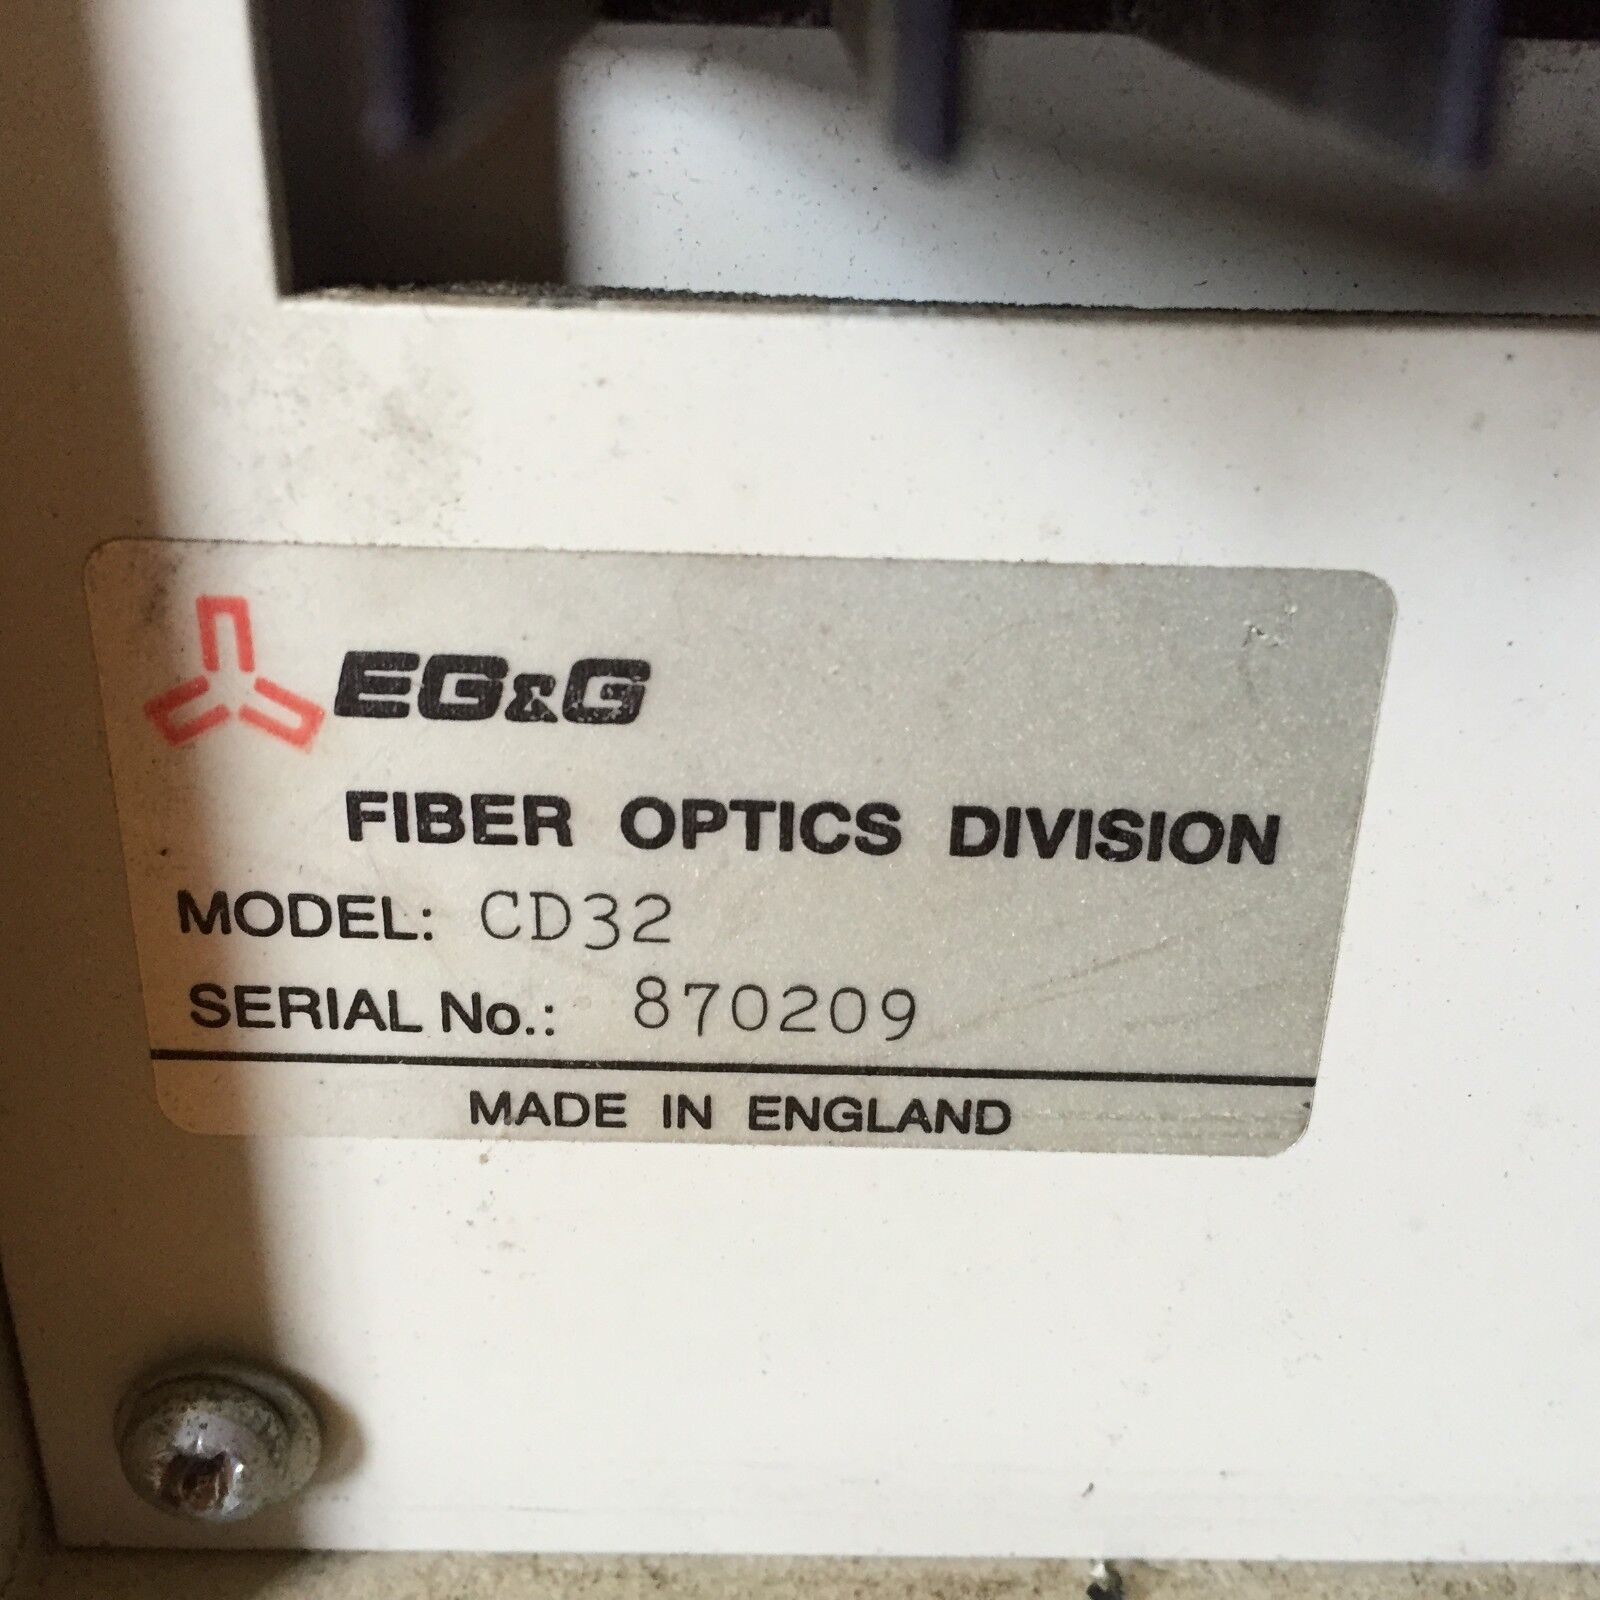 EG&G
FIBER OPTICS DIVISION
MODEL: CD32
SERIAL No.: 870209
MADE IN ENGLAND